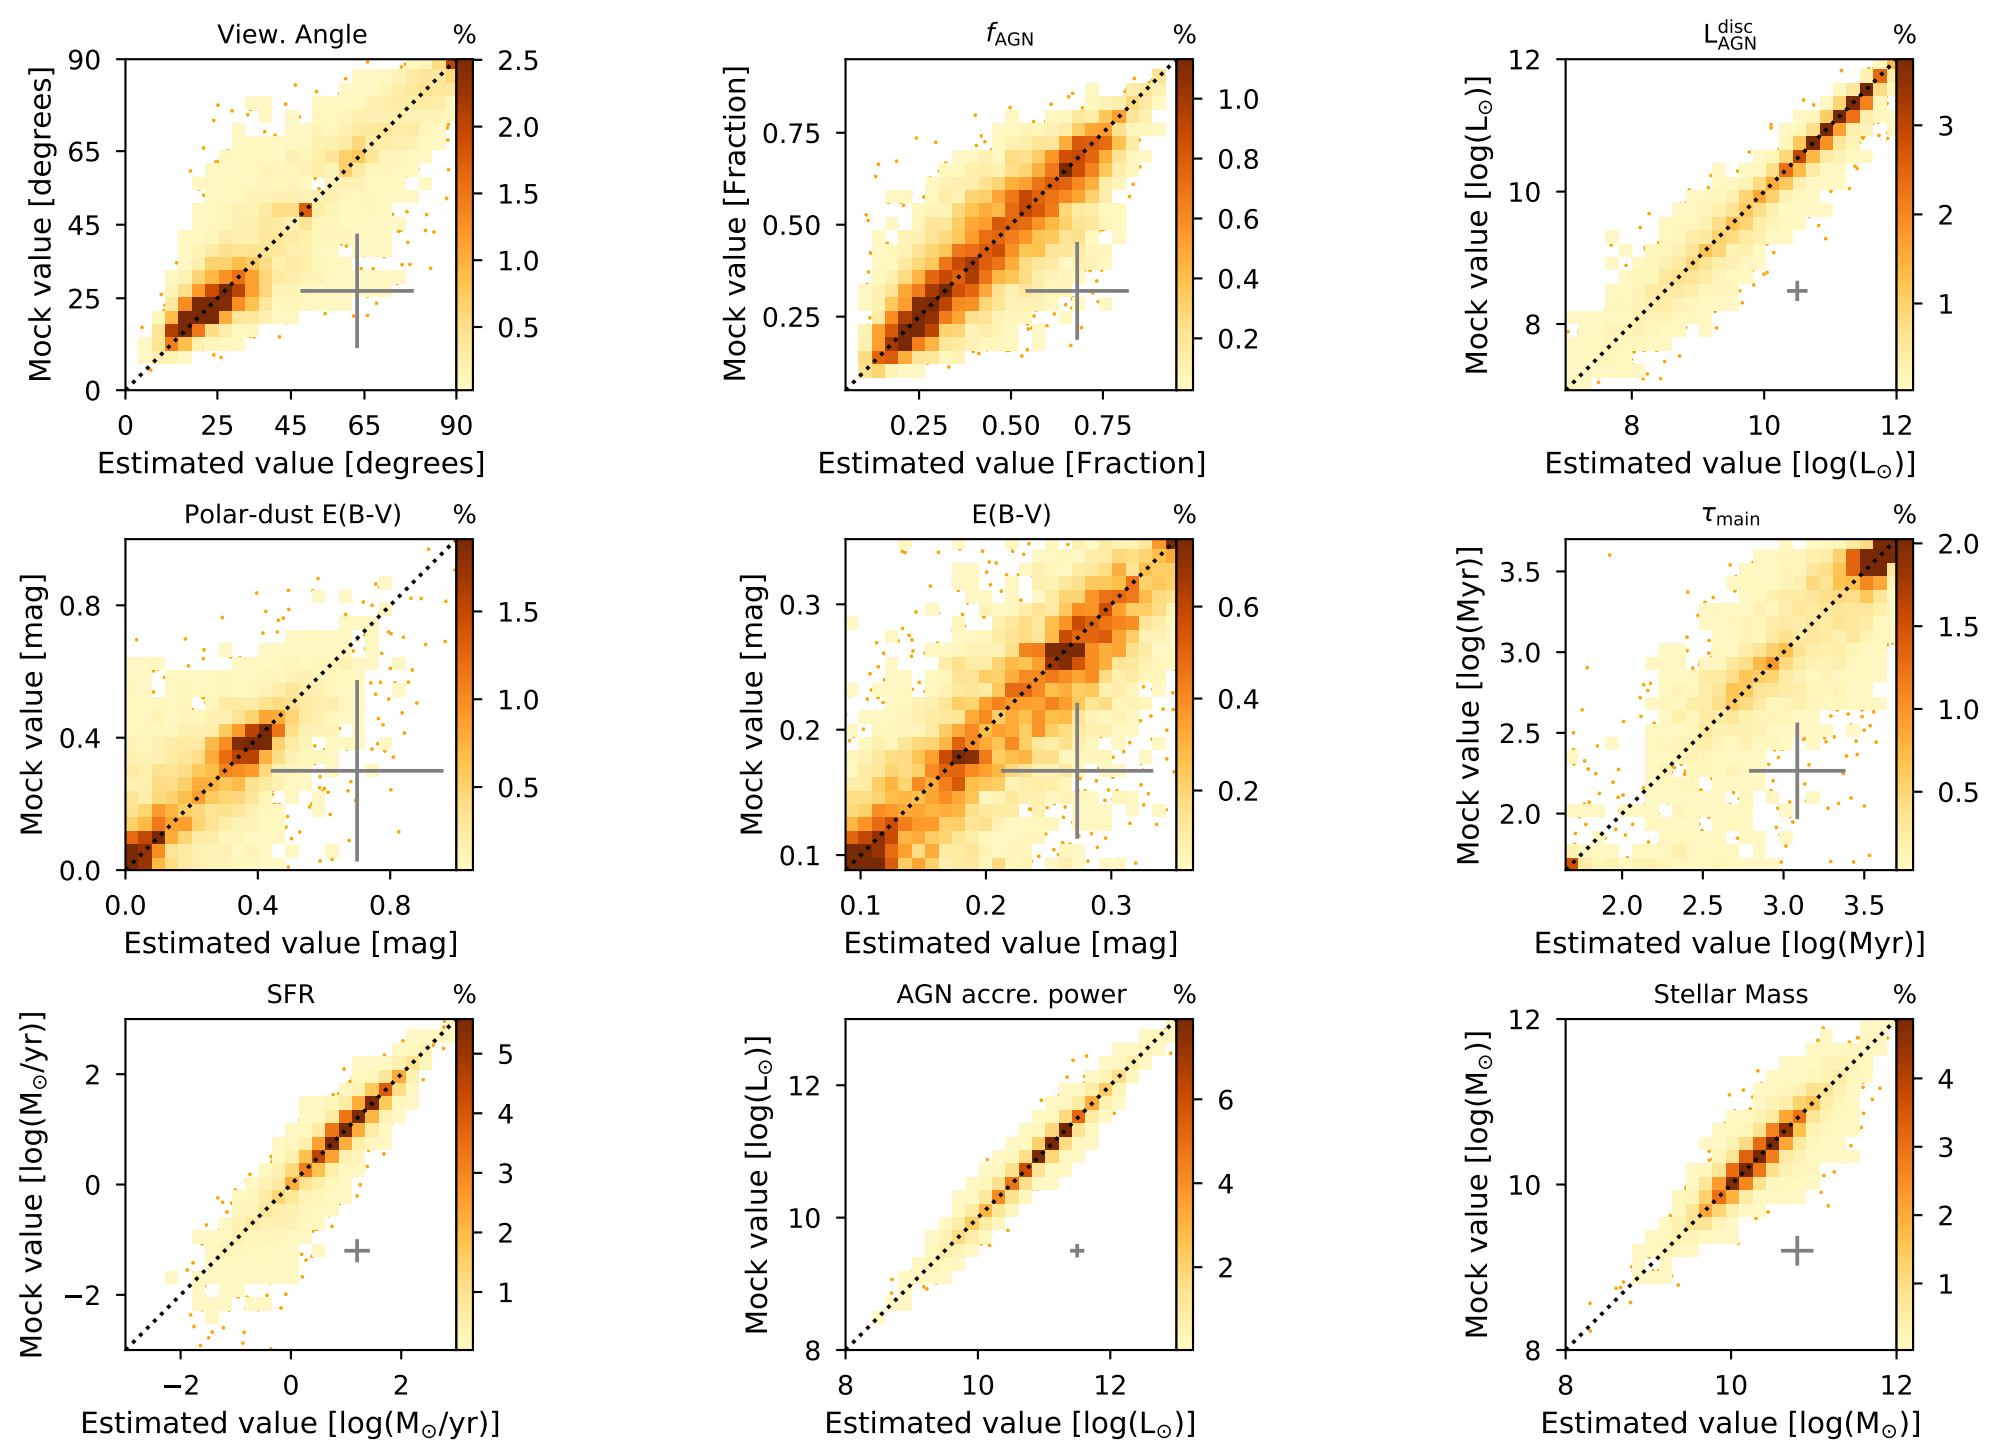 View. Angle %
90
65
45
25
0
Mock value [degrees]
0 25 45 65 90
Estimated value [degrees]
2.5
2.0
1.5
1.0
0.5
f_AGN %
0.75
0.50
0.25
Mock value [Fraction]
0.25 0.50 0.75
Estimated value [Fraction]
1.0
0.8
0.6
0.4
0.2
L_AGN^disc %
12
10
8
Mock value [log(L⊙)]
8 10 12
Estimated value [log(L⊙)]
3
2
1
Polar-dust E(B-V) %
0.8
0.4
0.0
Mock value [mag]
0.0 0.4 0.8
Estimated value [mag]
1.5
1.0
0.5
E(B-V) %
0.3
0.2
0.1
Mock value [mag]
0.1 0.2 0.3
Estimated value [mag]
0.6
0.4
0.2
τ_main %
3.5
3.0
2.5
2.0
Mock value [log(Myr)]
2.0 2.5 3.0 3.5
Estimated value [log(Myr)]
2.0
1.5
1.0
0.5
SFR %
2
0
−2
Mock value [log(M⊙/yr)]
−2 0 2
Estimated value [log(M⊙/yr)]
5
4
3
2
1
AGN accre. power %
12
10
8
Mock value [log(L⊙)]
8 10 12
Estimated value [log(L⊙)]
6
4
2
Stellar Mass %
12
10
8
Mock value [log(M⊙)]
8 10 12
Estimated value [log(M⊙)]
4
3
2
1